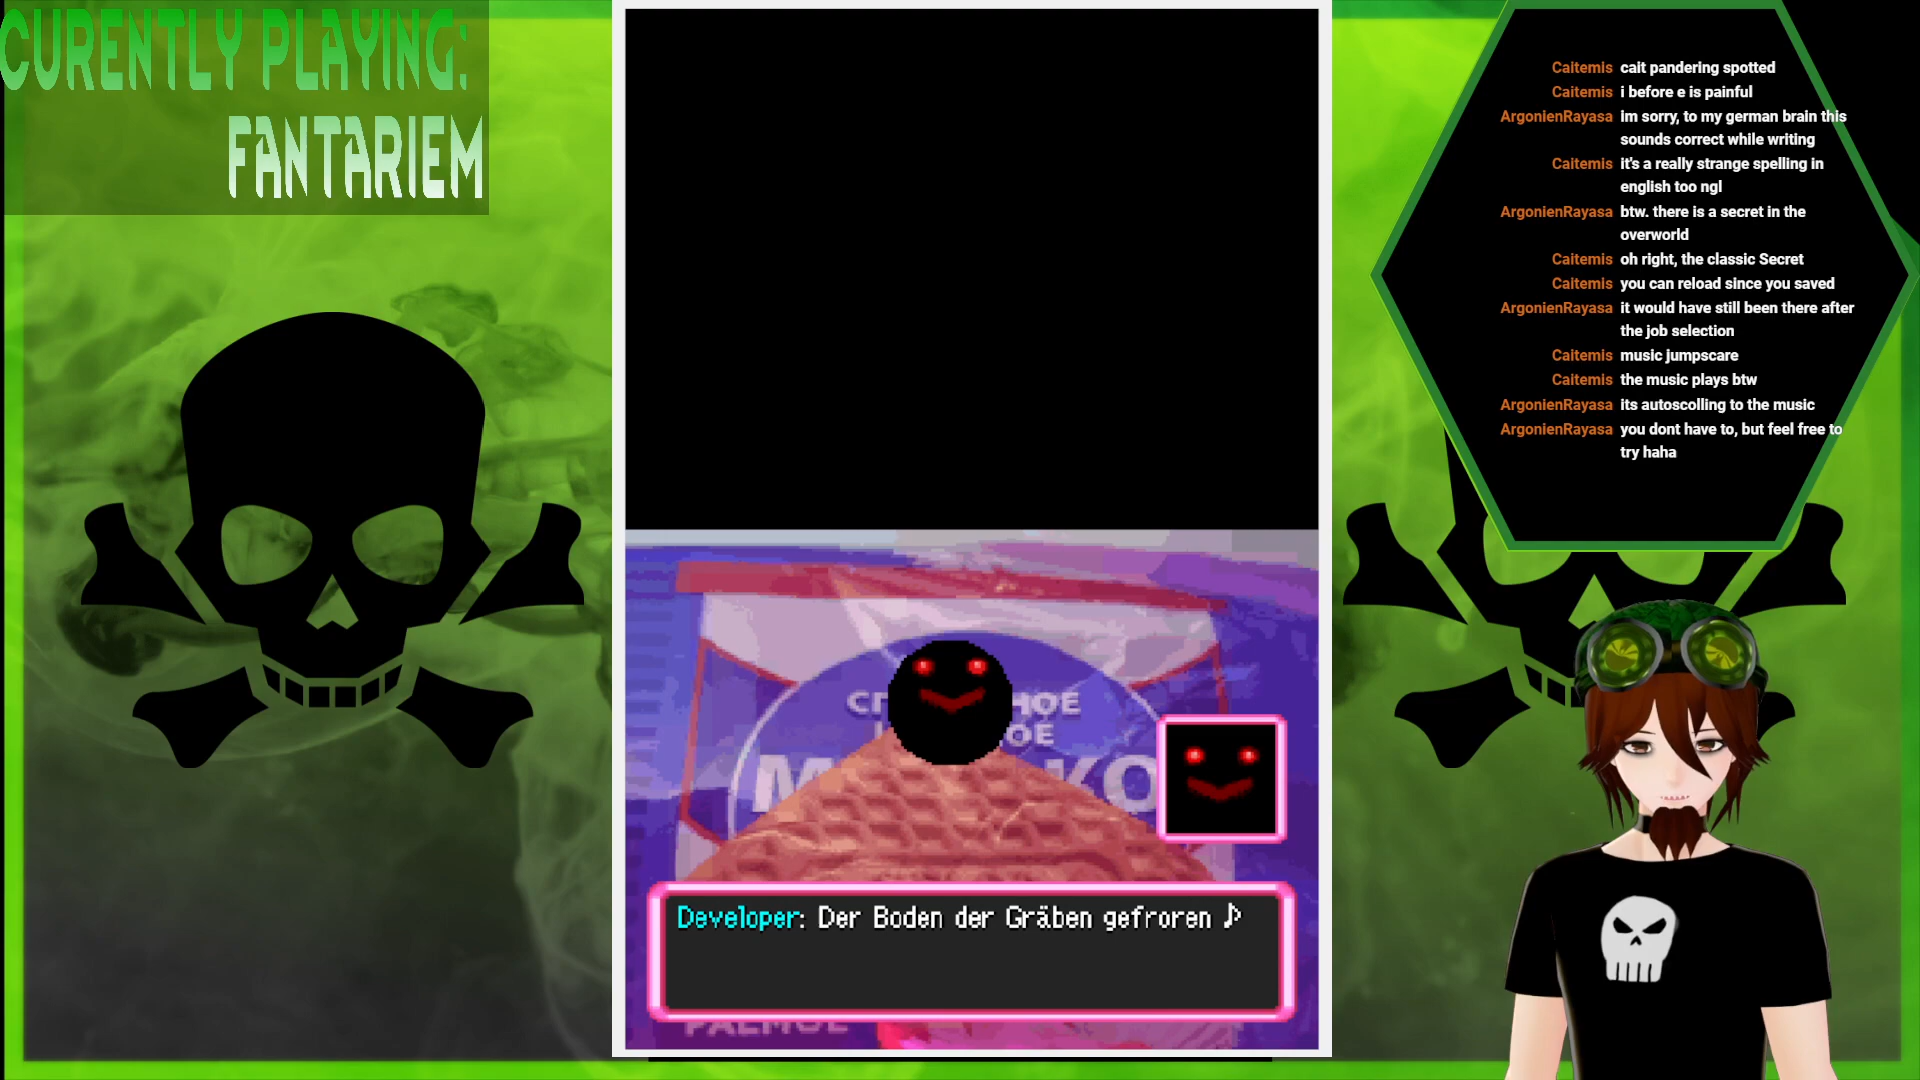 CURENTLY PLAYING:
FANTARIEM
Caitemis cait pandering spotted
Caitemis i before e is painful
ArgonienRayasa im sorry, to my german brain this
sounds correct while writing
Caitemis it's a really strange spelling in
english too ngl
ArgonienRayasa btw. there is a secret in the
overworld
Caitemis oh right, the classic Secret
Caitemis you can reload since you saved
ArgonienRayasa it would have still been there after
the job selection
Caitemis music jumpscare
Caitemis the music plays btw
ArgonienRayasa its autoscolling to the music
ArgonienRayasa you dont have to, but feel free to
try haha
Developer: Der Boden der Gräben gefroren ♪